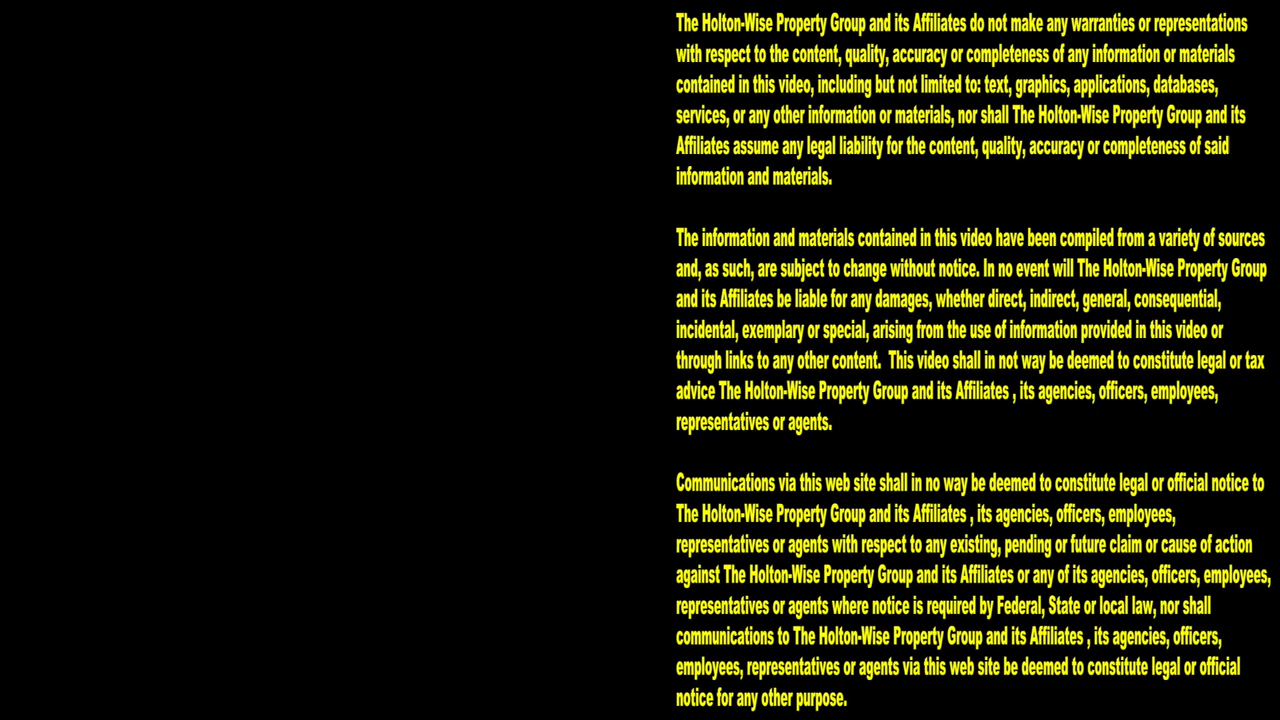 The Holton-Wise Property Group and its Affiliates do not make any warranties or representations
with respect to the content, quality, accuracy or completeness of any information or materials
contained in this video, including but not limited to: text, graphics, applications, databases,
services, or any other information or materials, nor shall The Holton-Wise Property Group and its
Affiliates assume any legal liability for the content, quality, accuracy or completeness of said
information and materials.
The information and materials contained in this video have been compiled from a variety of sources
and, as such, are subject to change without notice. In no event will The Holton-Wise Property Group
and its Affiliates be liable for any damages, whether direct, indirect, general, consequential,
incidental, exemplary or special, arising from the use of information provided in this video or
through links to any other content.  This video shall in not way be deemed to constitute legal or tax
advice The Holton-Wise Property Group and its Affiliates , its agencies, officers, employees,
representatives or agents.
Communications via this web site shall in no way be deemed to constitute legal or official notice to
The Holton-Wise Property Group and its Affiliates , its agencies, officers, employees,
representatives or agents with respect to any existing, pending or future claim or cause of action
against The Holton-Wise Property Group and its Affiliates or any of its agencies, officers, employees,
representatives or agents where notice is required by Federal, State or local law, nor shall
communications to The Holton-Wise Property Group and its Affiliates , its agencies, officers,
employees, representatives or agents via this web site be deemed to constitute legal or official
notice for any other purpose.